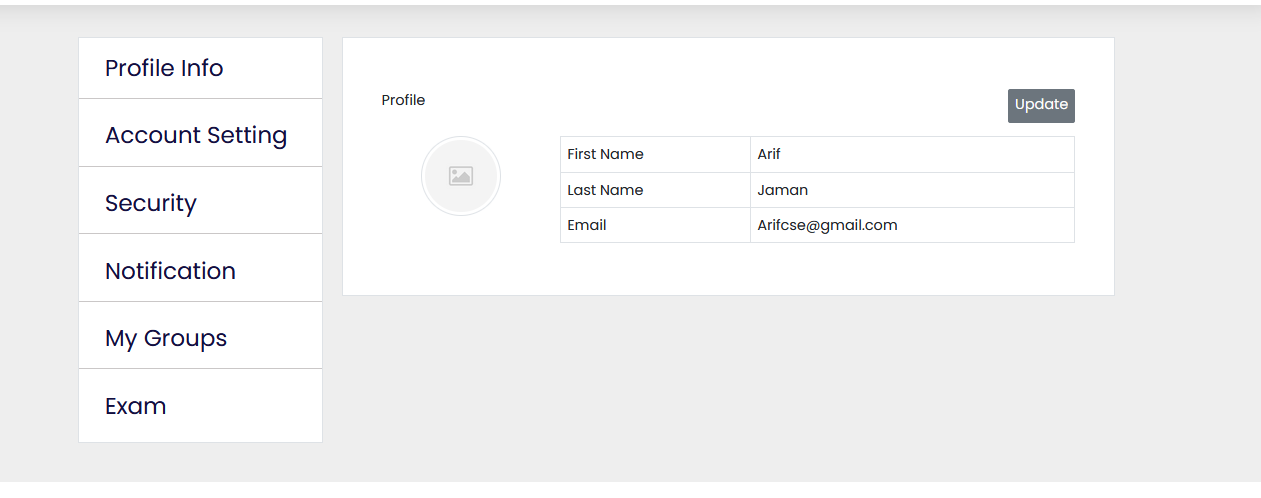 Profile Info
Account Setting
Security
Notification
My Groups
Exam
Profile
Update
First Name Arif
Last Name Jaman
Email Arifcse@gmail.com